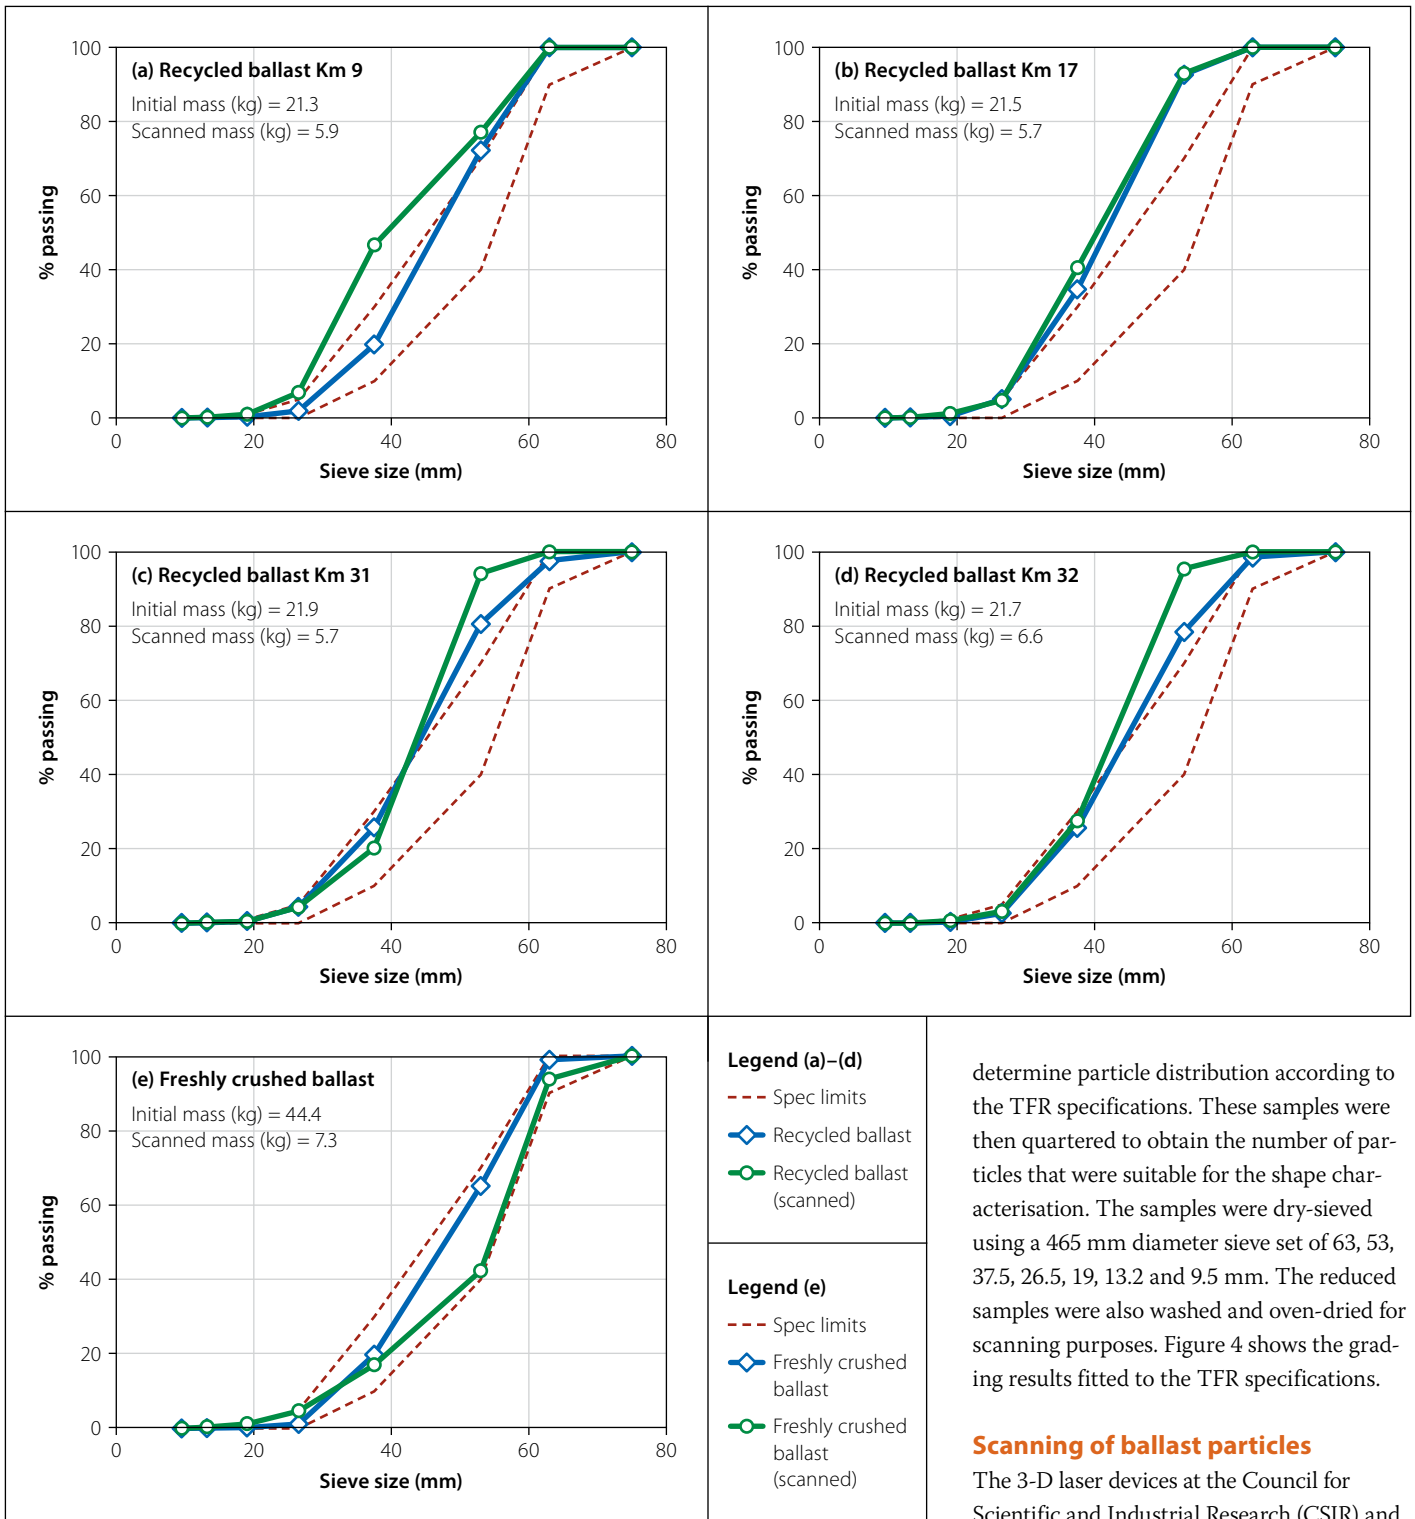 (a) Recycled ballast Km 9
Initial mass (kg) = 21.3
Scanned mass (kg) = 5.9
% passing
100
80
60
40
20
0
0 20 40 60 80
Sieve size (mm)
(b) Recycled ballast Km 17
Initial mass (kg) = 21.5
Scanned mass (kg) = 5.7
% passing
100
80
60
40
20
0
0 20 40 60 80
Sieve size (mm)
(c) Recycled ballast Km 31
Initial mass (kg) = 21.9
Scanned mass (kg) = 5.7
% passing
100
80
60
40
20
0
0 20 40 60 80
Sieve size (mm)
(d) Recycled ballast Km 32
Initial mass (kg) = 21.7
Scanned mass (kg) = 6.6
% passing
100
80
60
40
20
0
0 20 40 60 80
Sieve size (mm)
(e) Freshly crushed ballast
Initial mass (kg) = 44.4
Scanned mass (kg) = 7.3
% passing
100
80
60
40
20
0
0 20 40 60 80
Sieve size (mm)
Legend (a)–(d)
Spec limits
Recycled ballast
Recycled ballast
(scanned)
Legend (e)
Spec limits
Freshly crushed
ballast
Freshly crushed
ballast
(scanned)
determine particle distribution according to
the TFR specifications. These samples were
then quartered to obtain the number of par-
ticles that were suitable for the shape char-
acterisation. The samples were dry-sieved
using a 465 mm diameter sieve set of 63, 53,
37.5, 26.5, 19, 13.2 and 9.5 mm. The reduced
samples were also washed and oven-dried for
scanning purposes. Figure 4 shows the grad-
ing results fitted to the TFR specifications.
Scanning of ballast particles
The 3-D laser devices at the Council for
Scientific and Industrial Research (CSIR) and